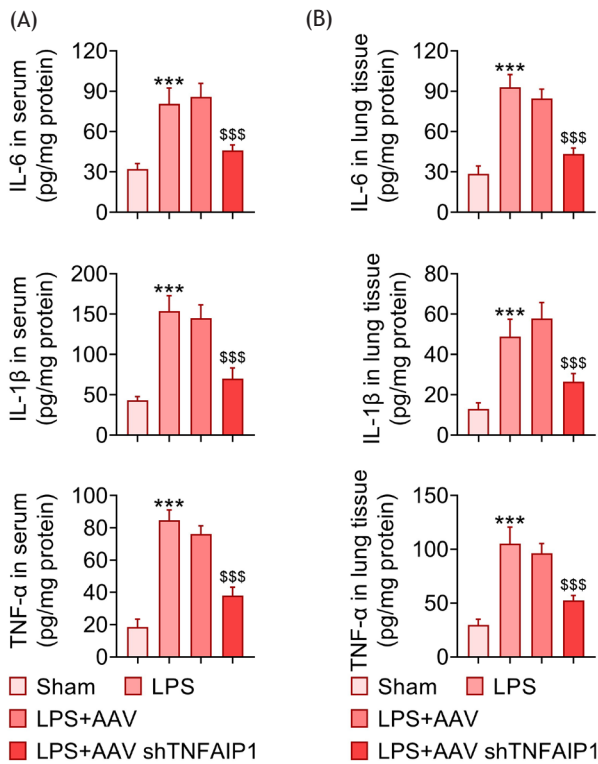 (A)
IL-6 in serum
(pg/mg protein)
120
90
60
30
0
***
$$$
IL-1β in serum
(pg/mg protein)
200
150
100
50
0
***
$$$
TNF-α in serum
(pg/mg protein)
100
80
60
40
20
0
***
$$$
Sham LPS
LPS+AAV
LPS+AAV shTNFAIP1
(B)
IL-6 in lung tissue
(pg/mg protein)
120
90
60
30
0
***
$$$
IL-1β in lung tissue
(pg/mg protein)
80
60
40
20
0
***
$$$
TNF-α in lung tissue
(pg/mg protein)
150
100
50
0
***
$$$
Sham LPS
LPS+AAV
LPS+AAV shTNFAIP1